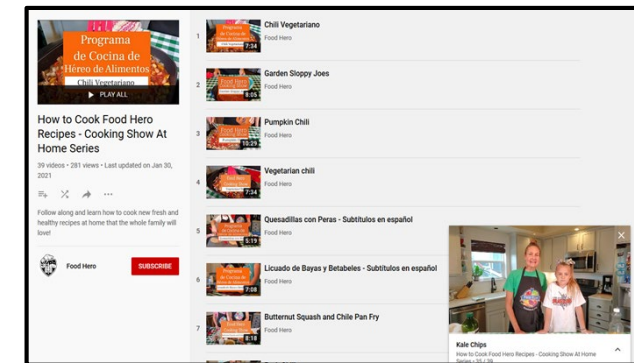 Programa
de Cocina de
Héroe de Alimentos
Chili Vegetariano
PLAY ALL
How to Cook Food Hero
Recipes - Cooking Show At
Home Series
39 videos • 281 views • Last updated on Jan 30,
2021
Follow along and learn how to cook new fresh and
healthy recipes at home that the whole family will
love!
Food Hero
SUBSCRIBE
1
7:34
Chili Vegetariano
Food Hero
2
8:05
Garden Sloppy Joes
Food Hero
3
10:29
Pumpkin Chili
Food Hero
4
7:34
Vegetarian chili
Food Hero
5
5:19
Quesadillas con Peras - Subtítulos en español
Food Hero
6
7:08
Licuado de Bayas y Betabeles - Subtítulos en español
Food Hero
7
8:18
Butternut Squash and Chile Pan Fry
Food Hero
Kale Chips
How to Cook Food Hero Recipes - Cooking Show At Home